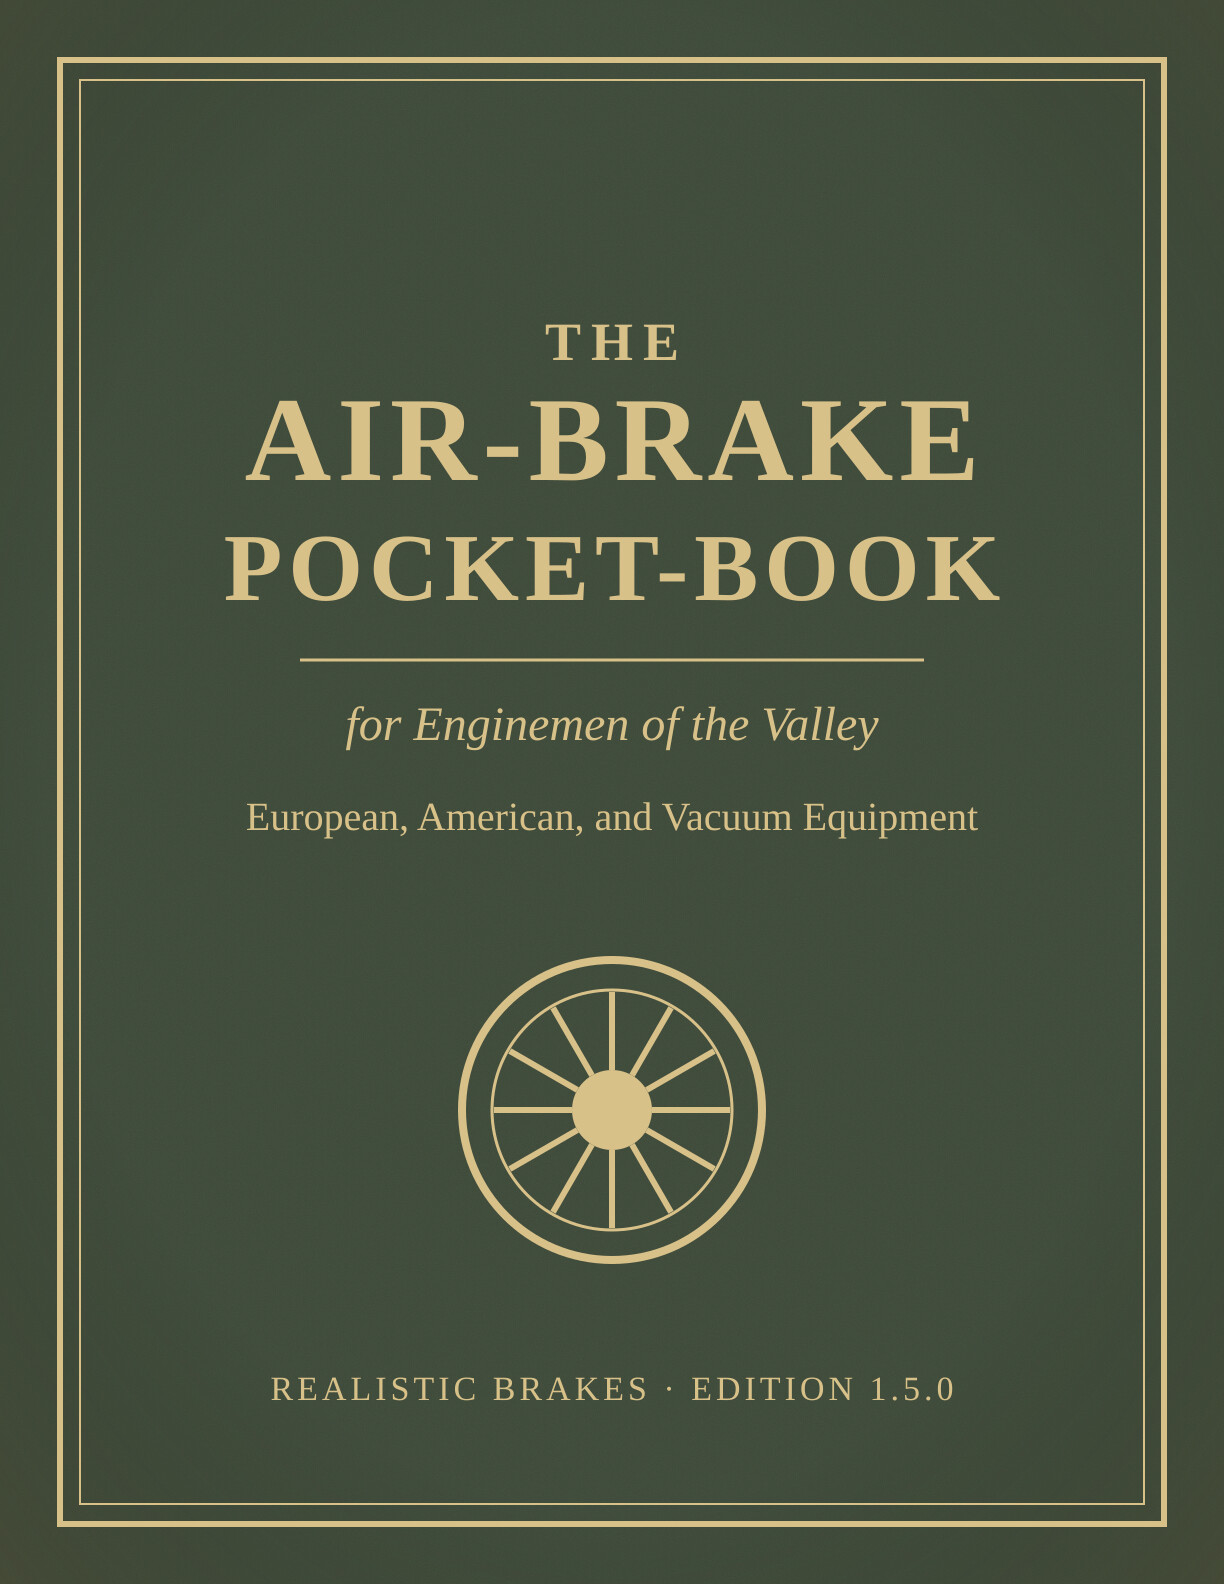 THE
AIR-BRAKE
POCKET-BOOK
for Enginemen of the Valley
European, American, and Vacuum Equipment
REALISTIC BRAKES · EDITION 1.5.0